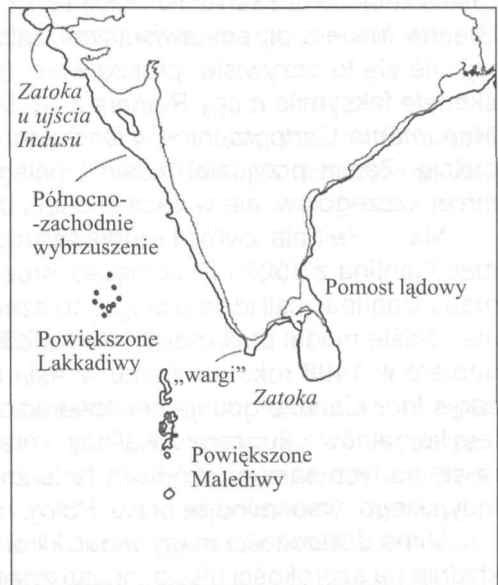 Zatoka
u ujścia
Indusu
Północno-
-zachodnie
wybrzuszenie
Pomost lądowy
Powiększone
Lakkadiwy
„wargi”
Zatoka
Powiększone
Malediwy